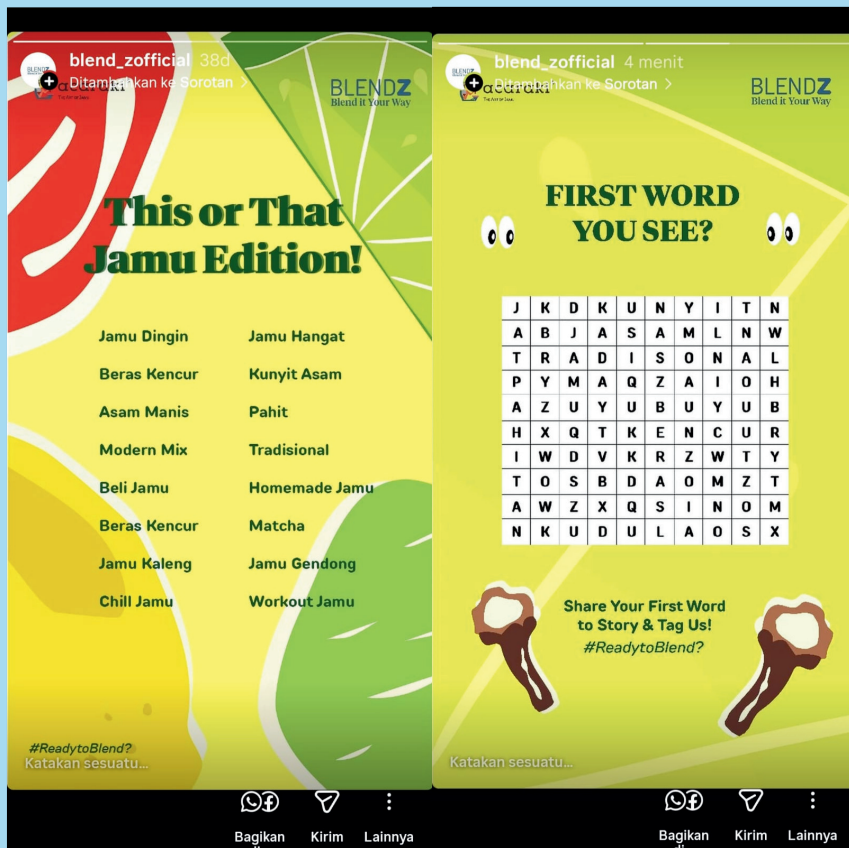 blend_zofficial 38d
Ditambahkan ke Sorotan >
BLENDZ
Blend it Your Way
This or That
Jamu Edition!
Jamu Dingin Jamu Hangat
Beras Kencur Kunyit Asam
Asam Manis Pahit
Modern Mix Tradisional
Beli Jamu Homemade Jamu
Beras Kencur Matcha
Jamu Kaleng Jamu Gendong
Chill Jamu Workout Jamu
#ReadytoBlend?
Katakan sesuatu...
Bagikan Kirim Lainnya
blend_zofficial 4 menit
Ditambahkan ke Sorotan >
BLENDZ
Blend it Your Way
FIRST WORD
YOU SEE?
J K D K U N Y I T N
A B J A S A M L N W
T R A D I S O N A L
P Y M A Q Z A I O H
A Z U Y U B U Y U B
H X Q T K E N C U R
I W D V K R Z W T Y
T O S B D A O M Z T
A W Z X Q S I N O M
N K U D U L A O S X
Share Your First Word
to Story & Tag Us!
#ReadytoBlend?
Katakan sesuatu...
Bagikan Kirim Lainnya